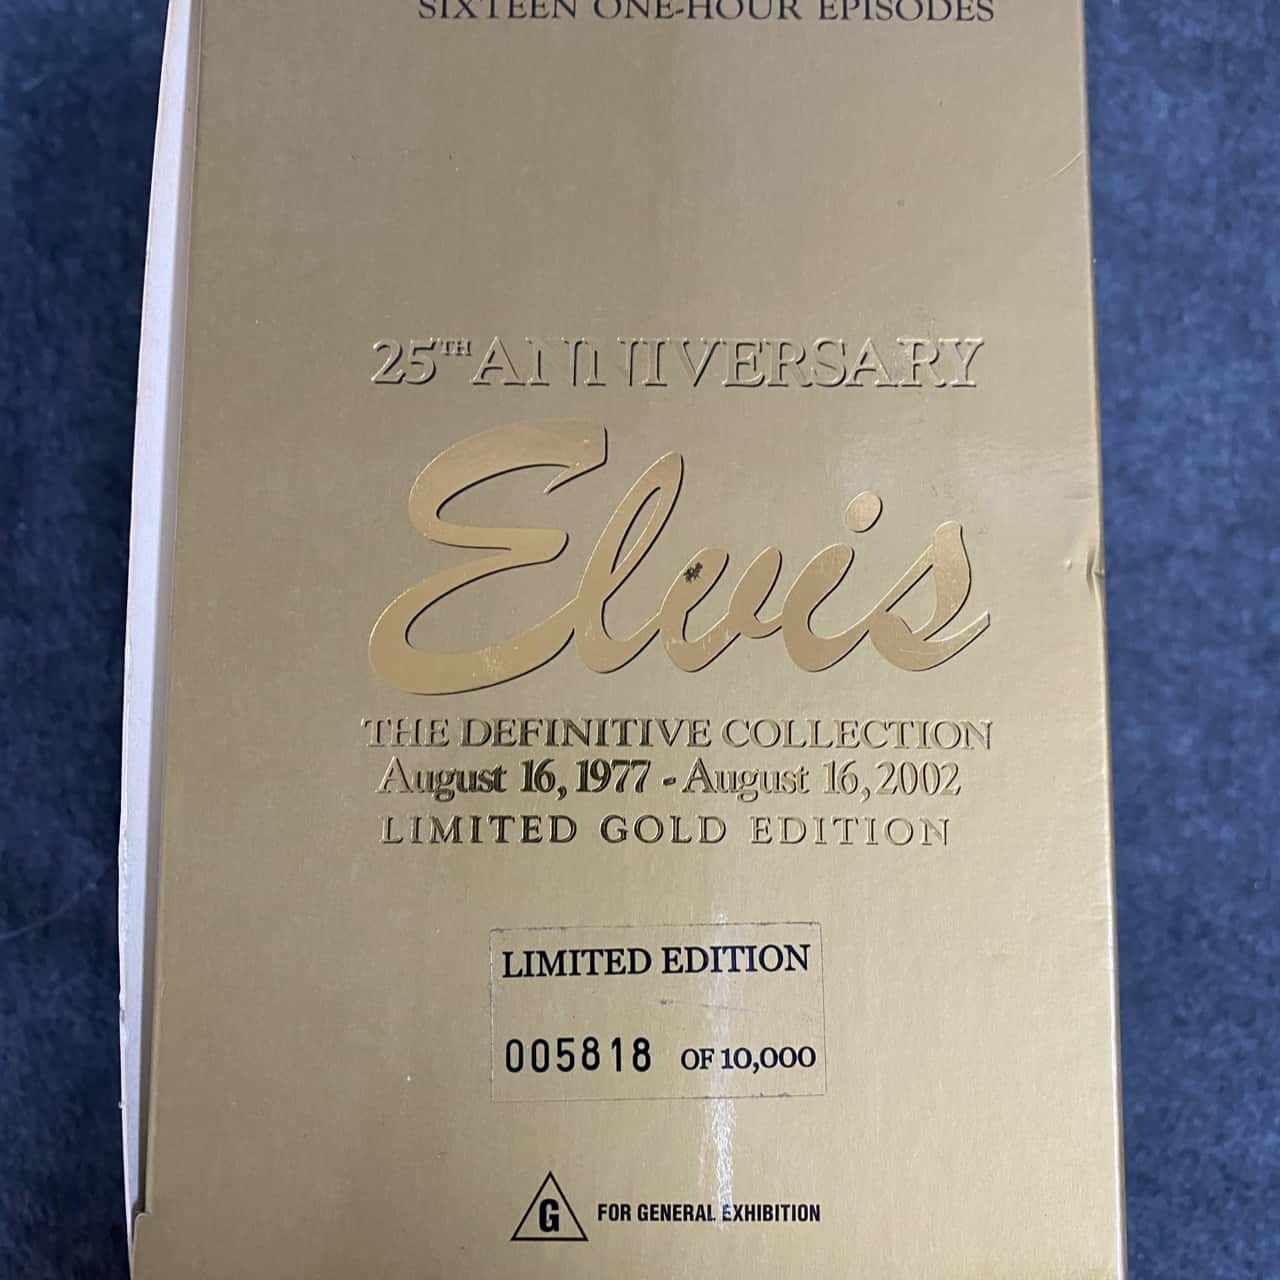 SIXTEEN ONE-HOUR EPISODES
25TH ANNIVERSARY
Elvis
THE DEFINITIVE COLLECTION
August 16, 1977 - August 16, 2002
LIMITED GOLD EDITION
LIMITED EDITION
005818 OF 10,000
G FOR GENERAL EXHIBITION